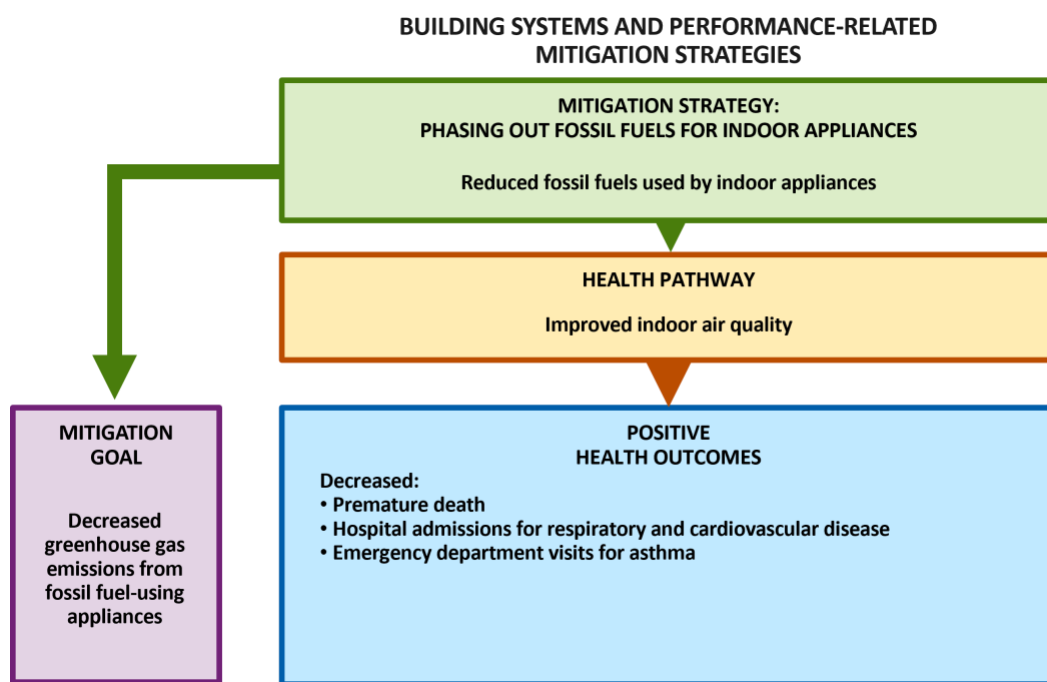 BUILDING SYSTEMS AND PERFORMANCE-RELATED
MITIGATION STRATEGIES
MITIGATION STRATEGY:
PHASING OUT FOSSIL FUELS FOR INDOOR APPLIANCES
Reduced fossil fuels used by indoor appliances
HEALTH PATHWAY
Improved indoor air quality
MITIGATION
GOAL
Decreased
greenhouse gas
emissions from
fossil fuel-using
appliances
POSITIVE
HEALTH OUTCOMES
Decreased:
• Premature death
• Hospital admissions for respiratory and cardiovascular disease
• Emergency department visits for asthma